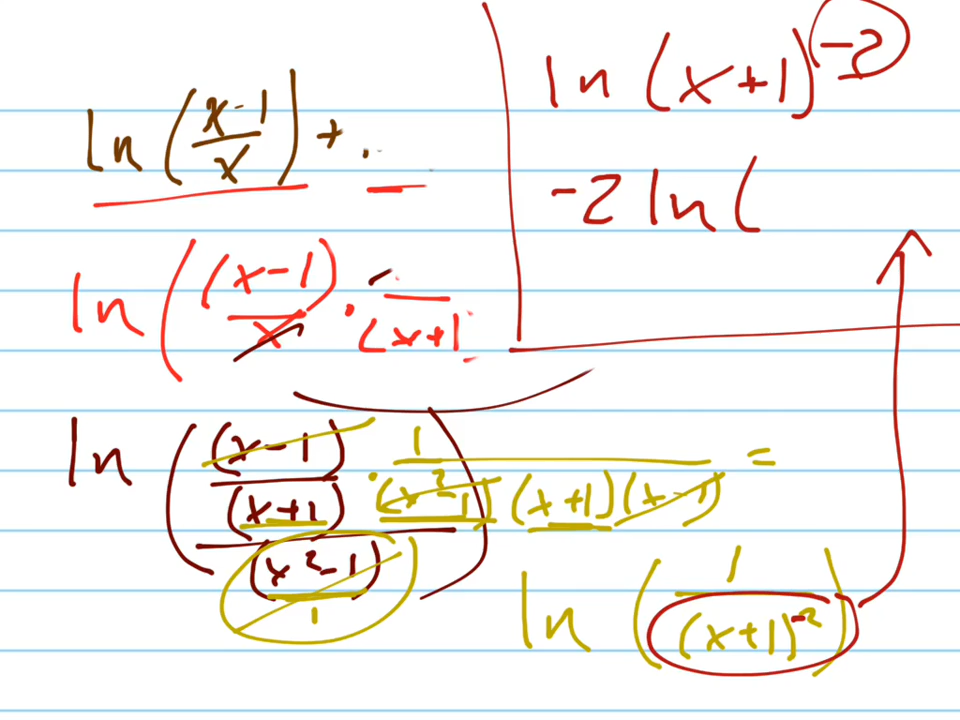 ln (x-1/x) + ..
ln ((x-1)/x · /(x+1)
ln ((x-1)/(x+1)/(x²-1)/1) · 1/(x²-1) (x+1)(x-1) =
ln (1/(x+1)⁻²)
ln (x+1)⁻²
-2 ln (